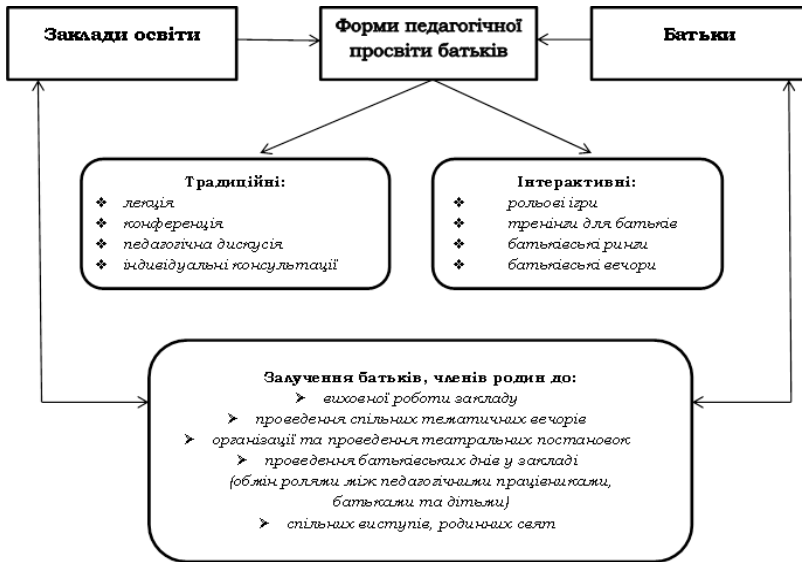 Заклади освіти
Форми педагогічної
просвіти батьків
Батьки
Традиційні:
❖ лекція
❖ конференція
❖ педагогічна дискусія
❖ індивідуальні консультації
Інтерактивні:
❖ рольові ігри
❖ тренінги для батьків
❖ батьківські ринги
❖ батьківські вечори
Залучення батьків, членів родин до:
➢ виховної роботи закладу
➢ проведення спільних тематичних вечорів
➢ організації та проведення театральних постановок
➢ проведення батьківських днів у закладі
(обмін ролями між педагогічними працівниками,
батьками та дітьми)
➢ спільних виступів, родинних свят